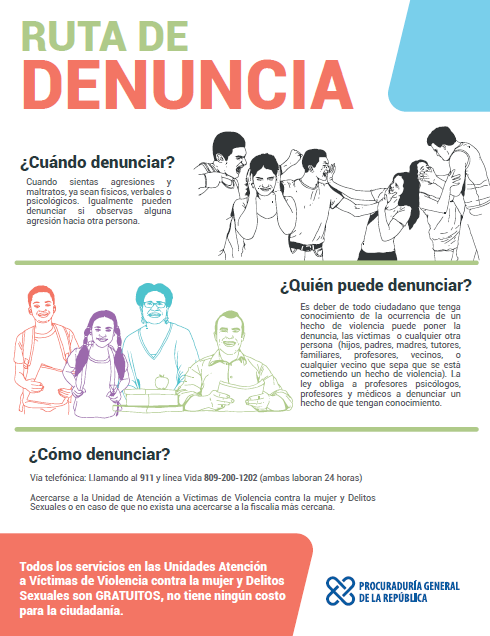 RUTA DE
DENUNCIA
¿Cuándo denunciar?
Cuando sientas agresiones y
maltratos, ya sean físicos, verbales o
psicológicos. Igualmente pueden
denunciar si observas alguna
agresión hacia otra persona.
¿Quién puede denunciar?
Es deber de todo ciudadano que tenga
conocimiento de la ocurrencia de un
hecho de violencia puede poner la
denuncia, las víctimas o cualquier otra
persona (hijos, padres, madres, tutores,
familiares, profesores, vecinos, o
cualquier vecino que sepa que se està
cometiendo un hecho de violencia). La
ley obliga a profesores psicólogos,
profesores y médicos a denunciar un
hecho de que tengan conocimiento.
¿Cómo denunciar?
Vía telefónica: Llamando al 911 y línea Vida 809-200-1202 (ambas laboran 24 horas)
Acercarse a la Unidad de Atención a Víctimas de Violencia contra la mujer y Delitos
Sexuales o en caso de que no exista una acercarse a la fiscalía más cercana.
Todos los servicios en las Unidades Atención
a Víctimas de Violencia contra la mujer y Delitos
Sexuales son GRATUITOS, no tiene ningún costo
para la ciudadanía.
PROCURADURÍA GENERAL
DE LA REPÚBLICA